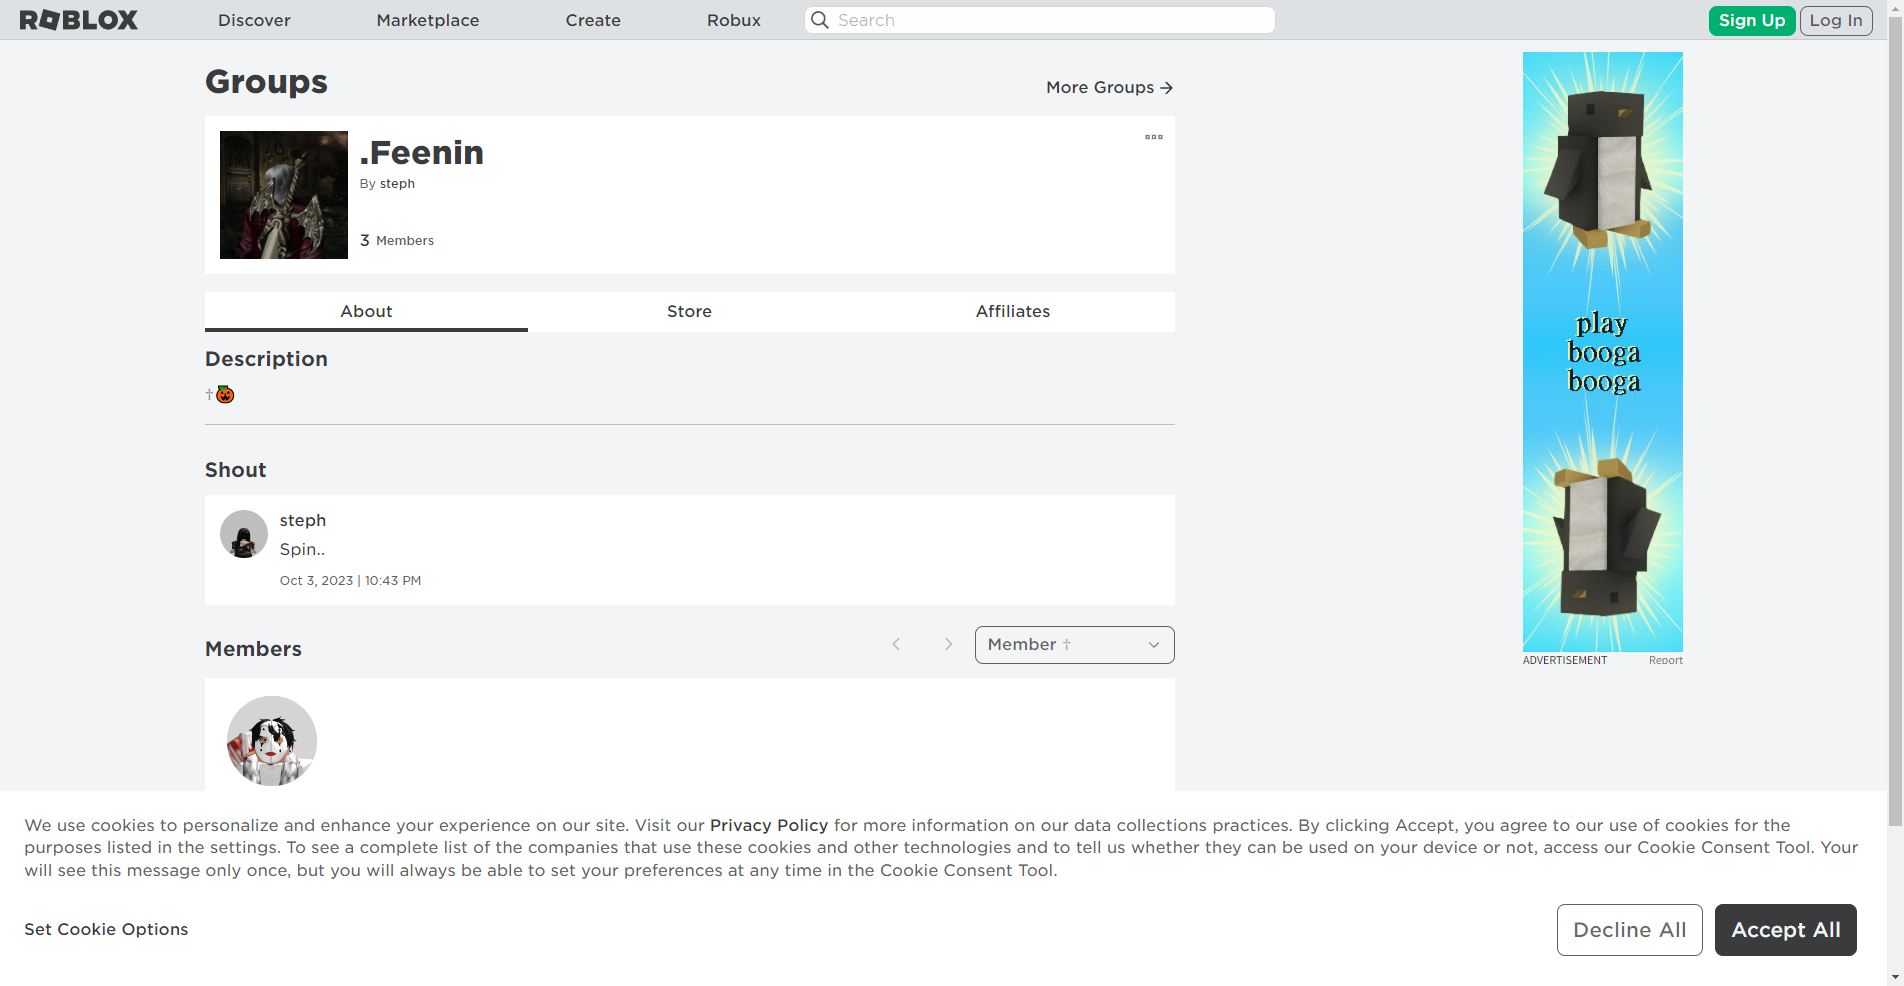 ROBLOX
Discover
Marketplace
Create
Robux
Search
Sign Up
Log In
Groups
More Groups
.Feenin
By steph
3 Members
About
Store
Affiliates
Description
†🎃
Shout
steph
Spin..
Oct 3, 2023 | 10:43 PM
Members
Member †
play
booga
booga
ADVERTISEMENT
Report
We use cookies to personalize and enhance your experience on our site. Visit our Privacy Policy for more information on our data collections practices. By clicking Accept, you agree to our use of cookies for the
purposes listed in the settings. To see a complete list of the companies that use these cookies and other technologies and to tell us whether they can be used on your device or not, access our Cookie Consent Tool. Your
will see this message only once, but you will always be able to set your preferences at any time in the Cookie Consent Tool.
Set Cookie Options
Decline All
Accept All